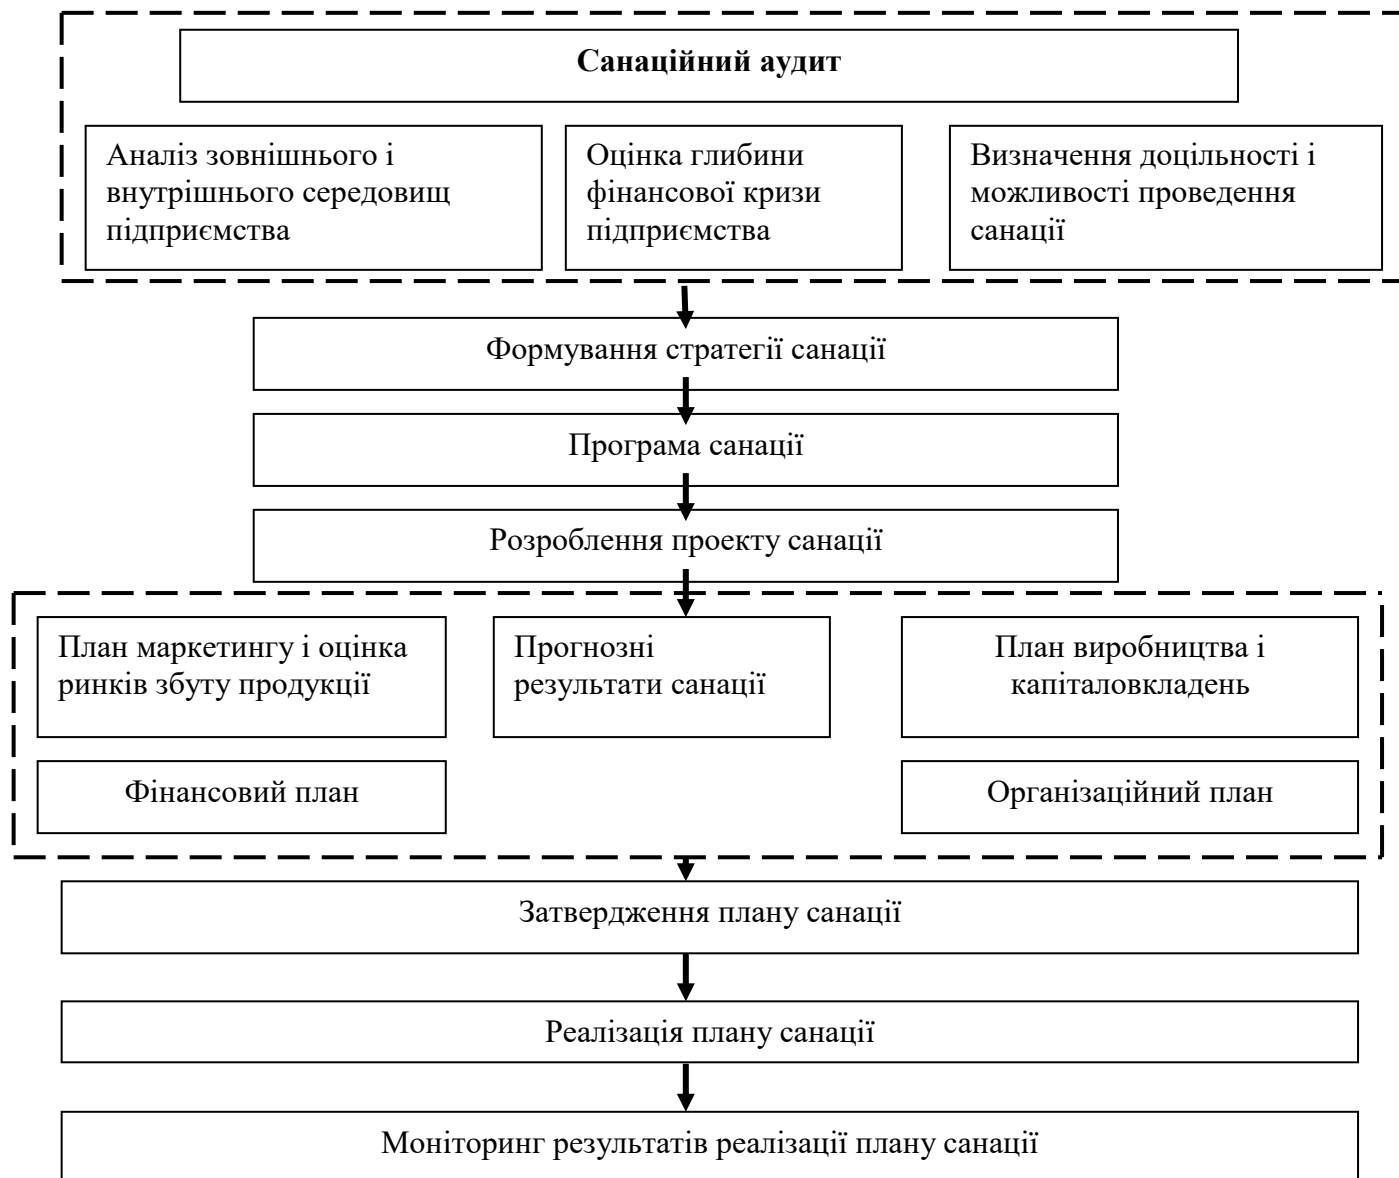 Санаційний аудит
Аналіз зовнішнього і
внутрішнього середовищ
підприємства
Оцінка глибини
фінансової кризи
підприємства
Визначення доцільності і
можливості проведення
санації
Формування стратегії санації
Програма санації
Розроблення проекту санації
План маркетингу і оцінка
ринків збуту продукції
Прогнозні
результати санації
План виробництва і
капіталовкладень
Фінансовий план
Організаційний план
Затвердження плану санації
Реалізація плану санації
Моніторинг результатів реалізації плану санації